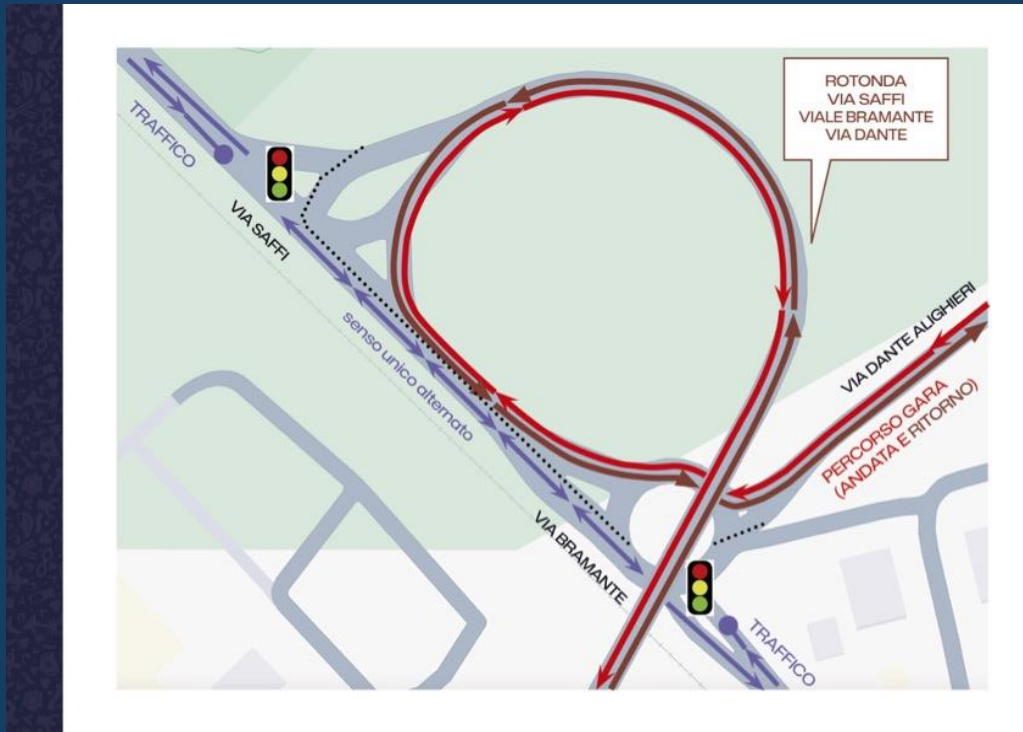 ROTONDA
VIA SAFFI
VIALE BRAMANTE
VIA DANTE
TRAFFICO
VIA SAFFI
senso unico alternato
VIA DANTE ALIGHIERI
PERCORSO GARA
(ANDATA E RITORNO)
VIA BRAMANTE
TRAFFICO